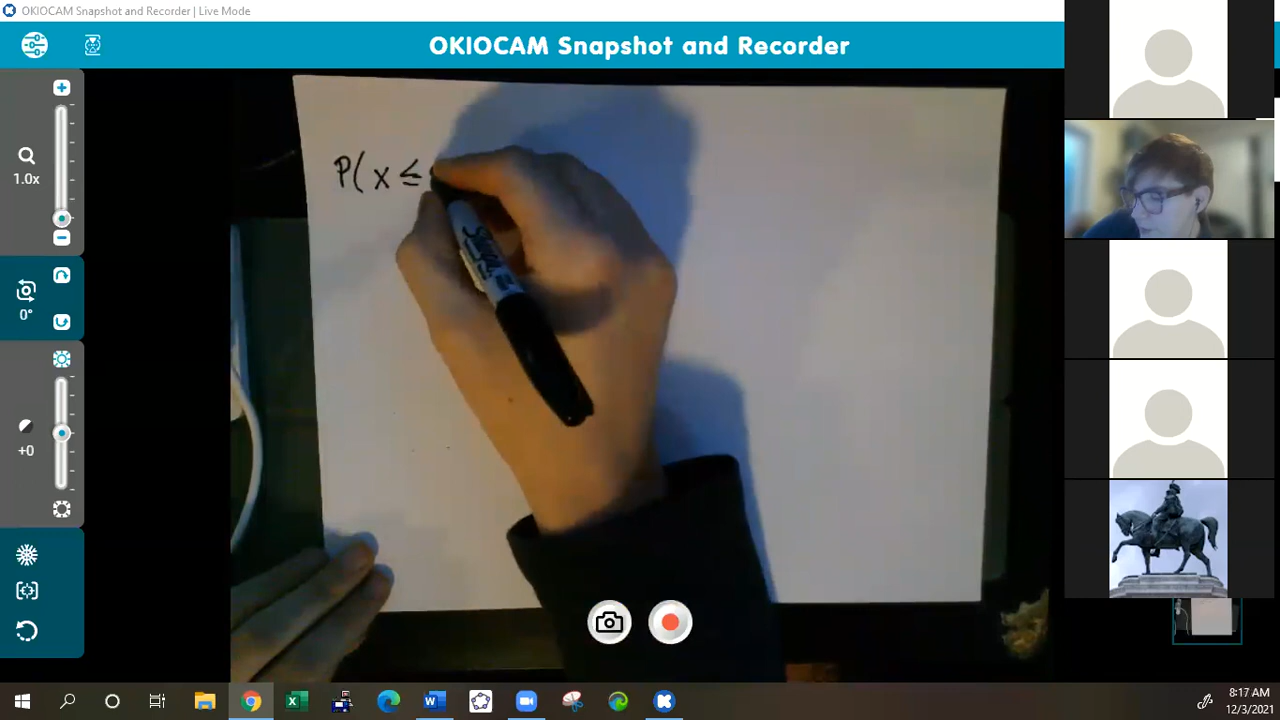 OKIOCAM Snapshot and Recorder | Live Mode
OKIOCAM Snapshot and Recorder
1.0x
0°
+0
P( x ≤
Sharpie
8:17 AM
12/3/2021